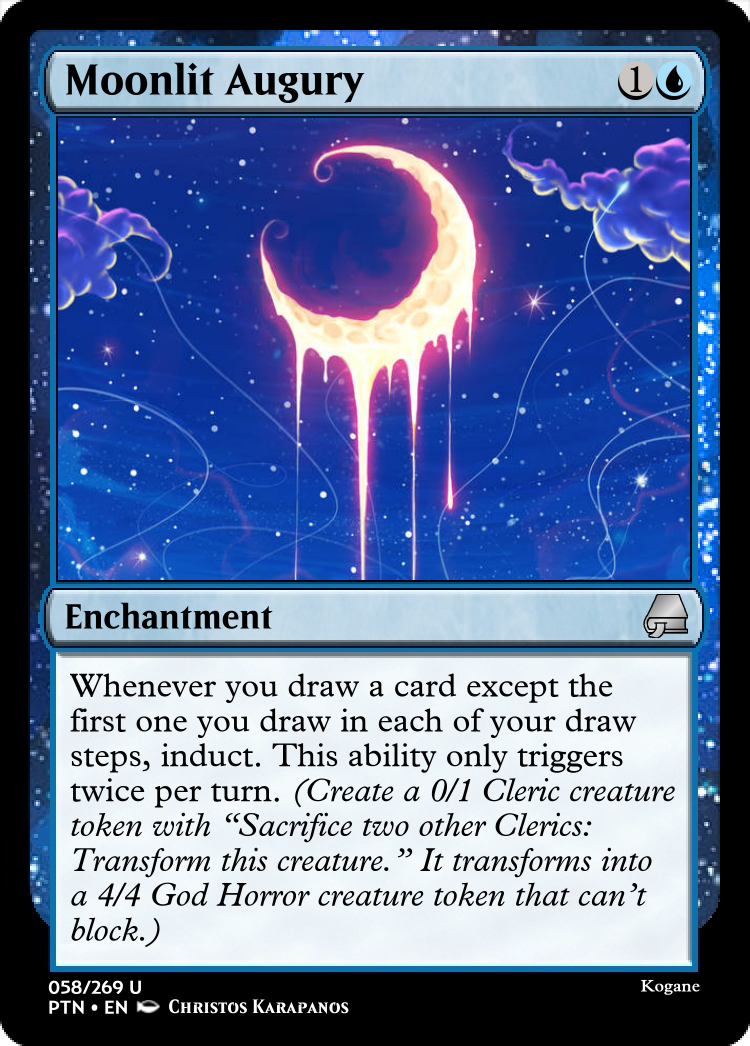 Moonlit Augury 1
Enchantment
Whenever you draw a card except the
first one you draw in each of your draw
steps, induct. This ability only triggers
twice per turn. (Create a 0/1 Cleric creature
token with “Sacrifice two other Clerics:
Transform this creature.” It transforms into
a 4/4 God Horror creature token that can’t
block.)
058/269 U
Kogane
PTN • EN Christos Karapanos